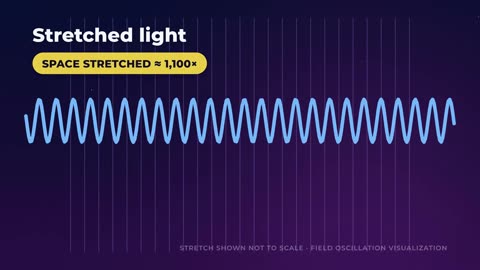 Stretched light
SPACE STRETCHED ≈ 1,100×
STRETCH SHOWN NOT TO SCALE · FIELD OSCILLATION VISUALIZATION